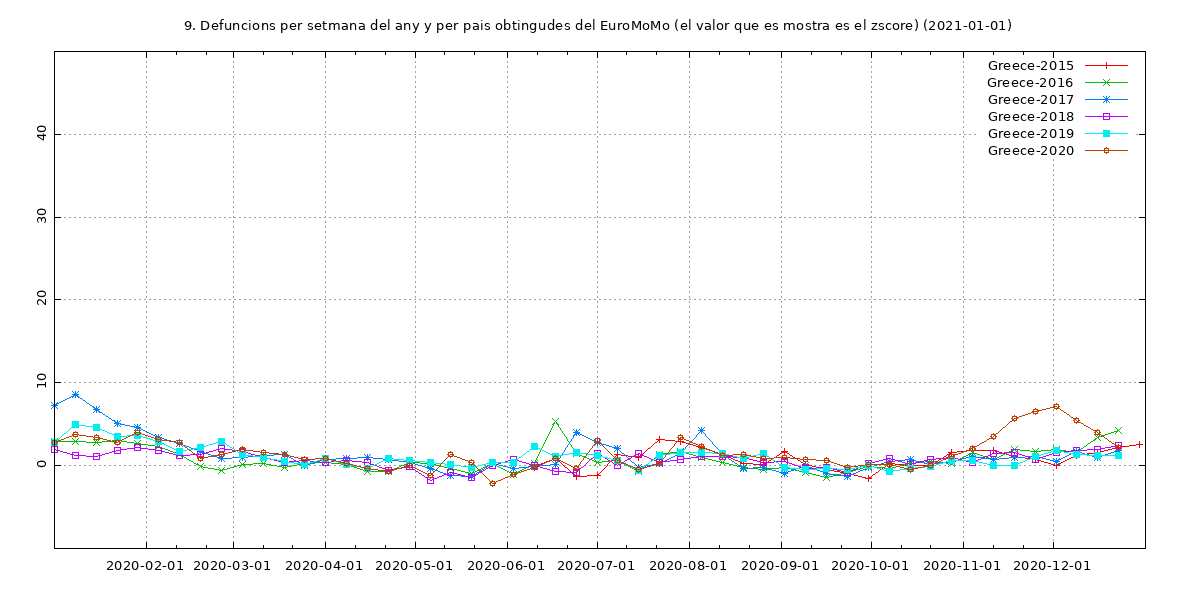 9. Defuncions per setmana del any y per pais obtingudes del EuroMoMo (el valor que es mostra es el zscore) (2021-01-01)
Greece-2015
Greece-2016
Greece-2017
Greece-2018
Greece-2019
Greece-2020
40
30
20
10
0
2020-02-01 2020-03-01 2020-04-01 2020-05-01 2020-06-01 2020-07-01 2020-08-01 2020-09-01 2020-10-01 2020-11-01 2020-12-01